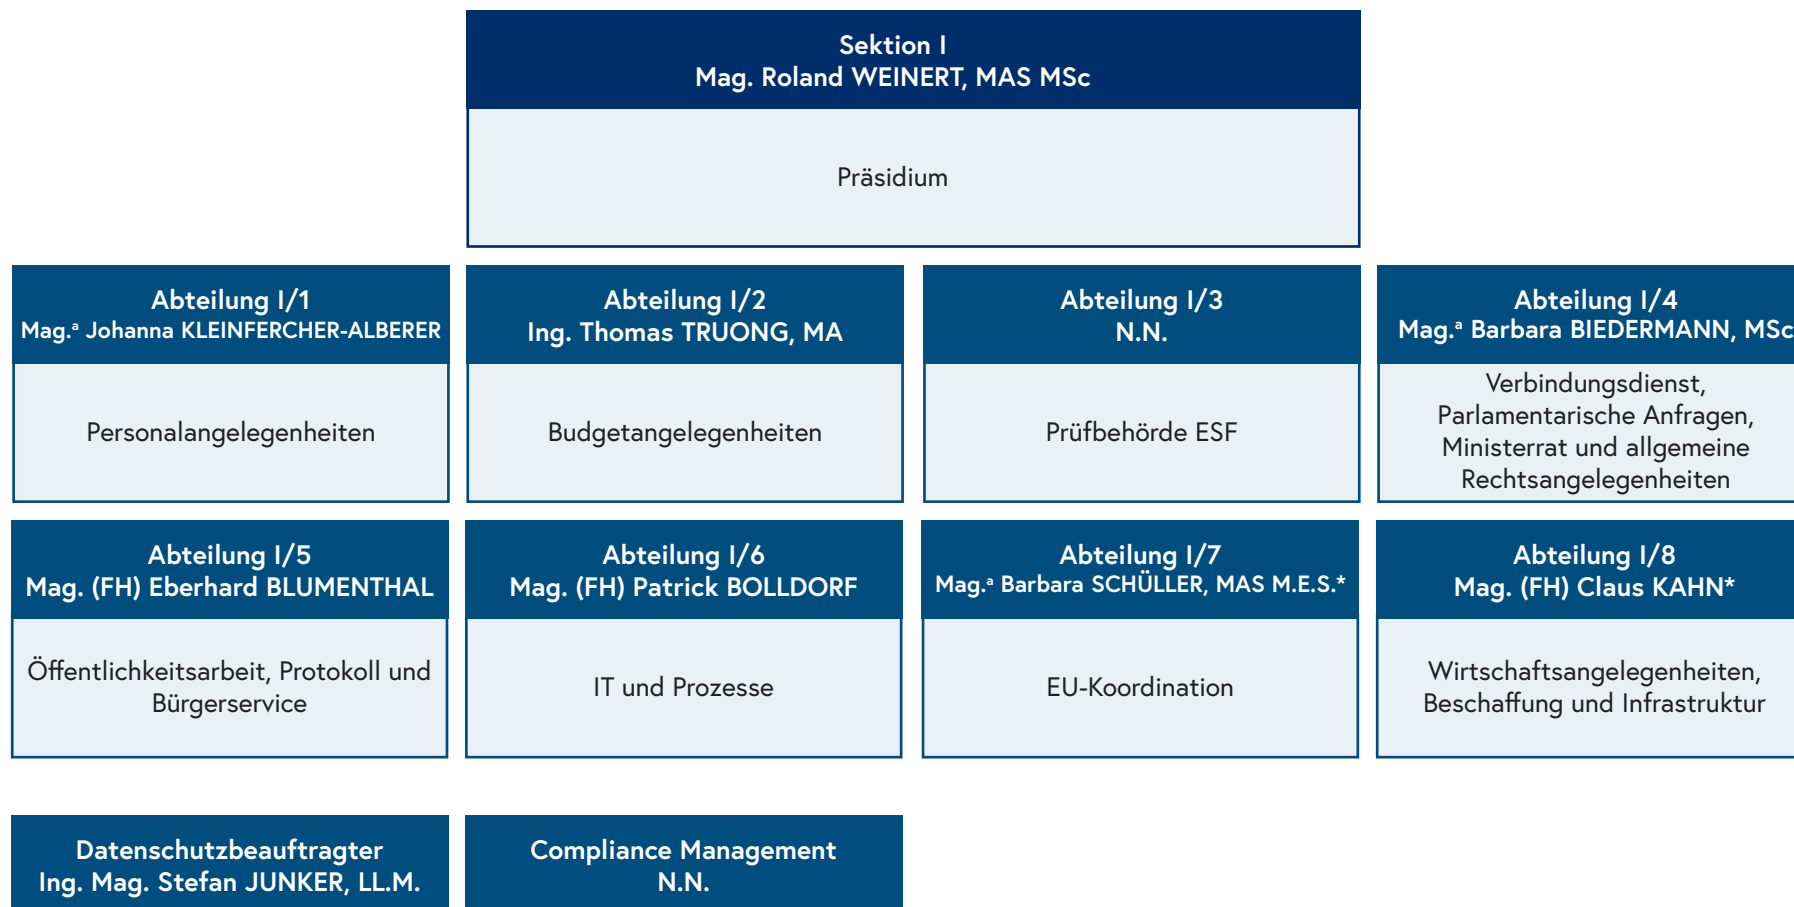 Sektion I
Mag. Roland WEINERT, MAS MSc
Präsidium
Abteilung I/1
Mag.ª Johanna KLEINFERCHER-ALBERER
Personalangelegenheiten
Abteilung I/2
Ing. Thomas TRUONG, MA
Budgetangelegenheiten
Abteilung I/3
N.N.
Prüfbehörde ESF
Abteilung I/4
Mag.ª Barbara BIEDERMANN, MSc
Verbindungsdienst,
Parlamentarische Anfragen,
Ministerrat und allgemeine
Rechtsangelegenheiten
Abteilung I/5
Mag. (FH) Eberhard BLUMENTHAL
Öffentlichkeitsarbeit, Protokoll und
Bürgerservice
Abteilung I/6
Mag. (FH) Patrick BOLLDORF
IT und Prozesse
Abteilung I/7
Mag.ª Barbara SCHÜLLER, MAS M.E.S.*
EU-Koordination
Abteilung I/8
Mag. (FH) Claus KAHN*
Wirtschaftsangelegenheiten,
Beschaffung und Infrastruktur
Datenschutzbeauftragter
Ing. Mag. Stefan JUNKER, LL.M.
Compliance Management
N.N.